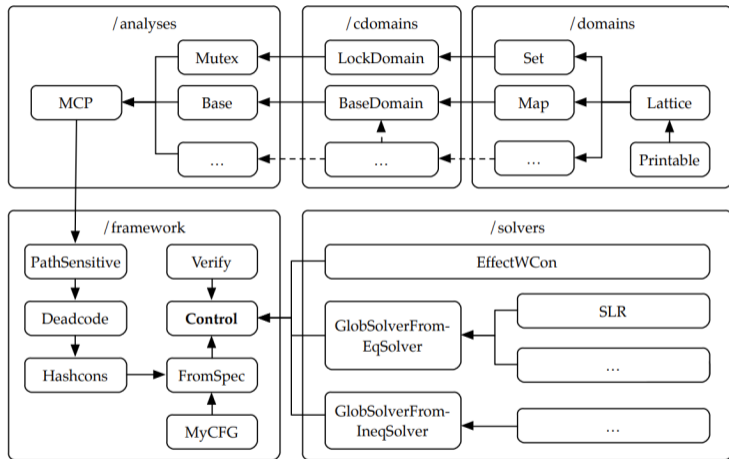 /analyses
/cdomains
/domains
Mutex
LockDomain
Set
MCP
Base
BaseDomain
Map
Lattice
...
...
...
Printable
/framework
/solvers
PathSensitive
Verify
EffectWCon
Deadcode
Control
GlobSolverFrom-
EqSolver
SLR
Hashcons
FromSpec
...
MyCFG
GlobSolverFrom-
IneqSolver
...